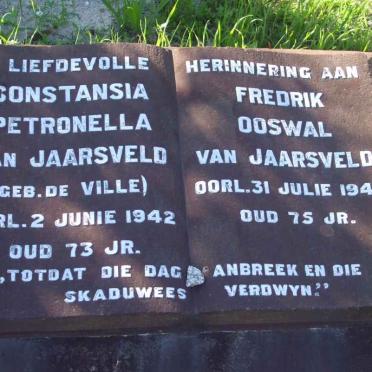 LIEFDEVOLLE HERINNERING AAN
CONSTANSIA
PETRONELLA
AN JAARSVELD
(GEB. DE VILLE)
RL. 2 JUNIE 1942
OUD 73 JR.
FREDRIK
OOSWAL
VAN JAARSVELD
OORL. 31 JULIE 194
OUD 75 JR.
„TOTDAT DIE DAG ANBREEK EN DIE
SKADUWEES VERDWYN."